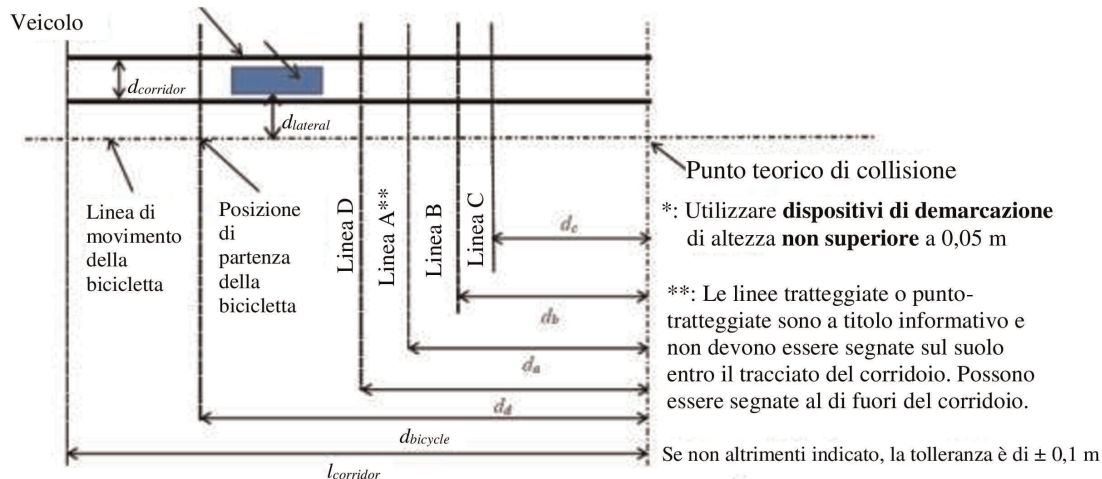 Veicolo
dcorridor
dlateral
Punto teorico di collisione
Linea di
movimento
della
bicicletta
Posizione
di
partenza
della
bicicletta
Linea D
Linea A**
Linea B
Linea C
dc
*: Utilizzare dispositivi di demarcazione
di altezza non superiore a 0,05 m
db
**: Le linee tratteggiate o punto-
tratteggiate sono a titolo informativo e
non devono essere segnate sul suolo
entro il tracciato del corridoio. Possono
essere segnate al di fuori del corridoio.
da
dd
dbicycle
Se non altrimenti indicato, la tolleranza è di ± 0,1 m
lcorridor